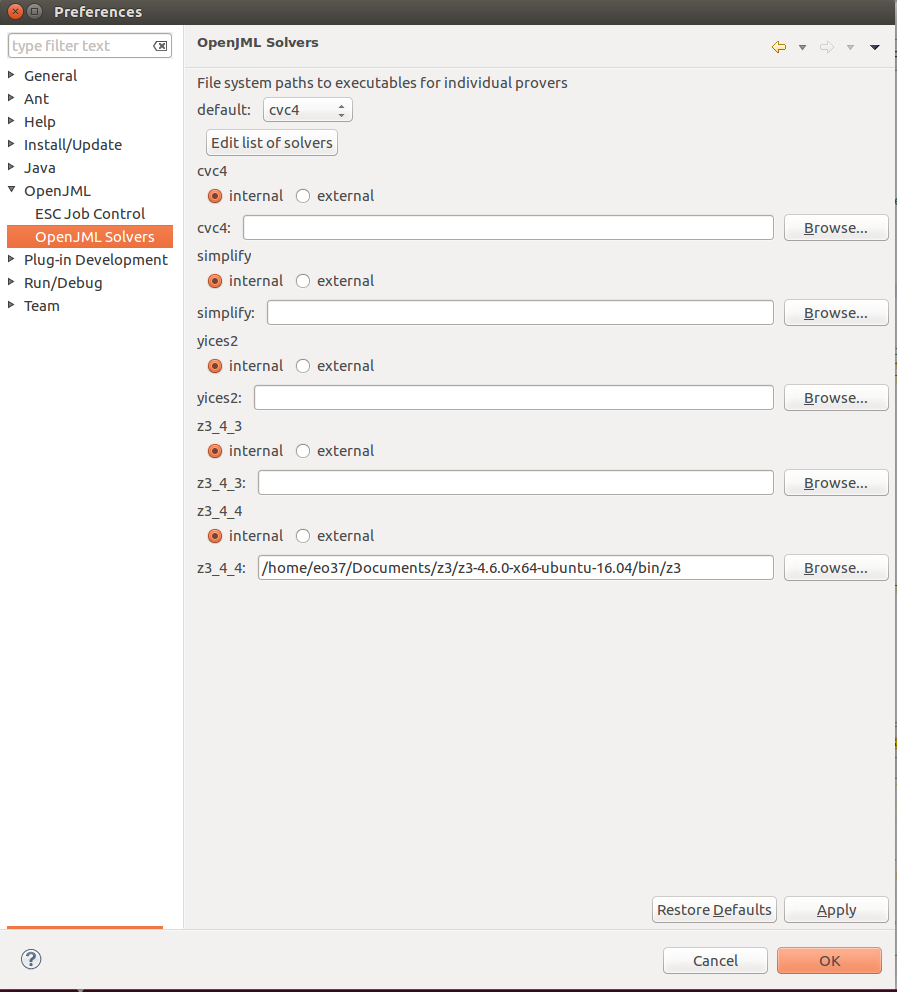 Preferences
type filter text
General
Ant
Help
Install/Update
Java
OpenJML
ESC Job Control
OpenJML Solvers
Plug-in Development
Run/Debug
Team
OpenJML Solvers
File system paths to executables for individual provers
default: cvc4
Edit list of solvers
cvc4
internal external
cvc4: Browse...
simplify
internal external
simplify: Browse...
yices2
internal external
yices2: Browse...
z3_4_3
internal external
z3_4_3: Browse...
z3_4_4
internal external
z3_4_4: /home/eo37/Documents/z3/z3-4.6.0-x64-ubuntu-16.04/bin/z3 Browse...
Restore Defaults Apply
? Cancel OK